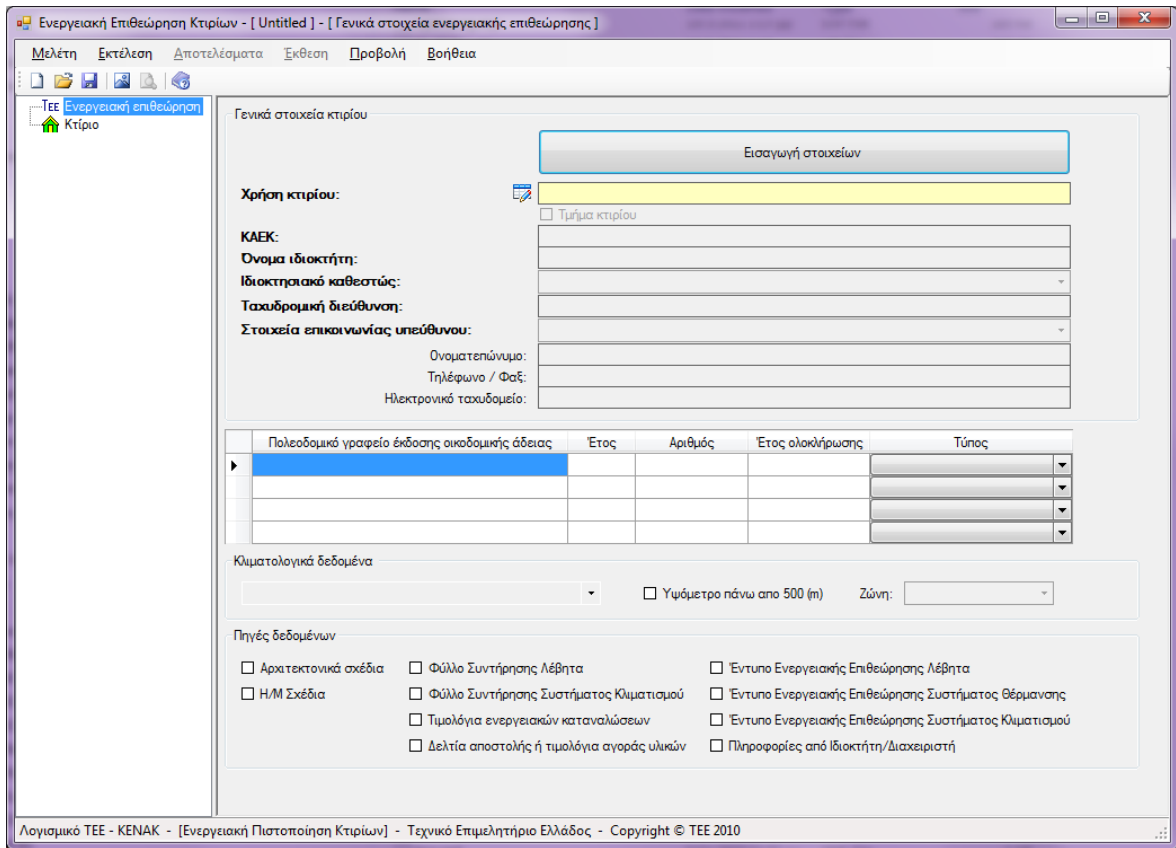 Ενεργειακή Επιθεώρηση Κτιρίων - [ Untitled ] - [ Γενικά στοιχεία ενεργειακής επιθεώρησης ]
Μελέτη Εκτέλεση Αποτελέσματα Έκθεση Προβολή Βοήθεια
ΤΕΕ Ενεργειακή επιθεώρηση
Κτίριο
Γενικά στοιχεία κτιρίου
Εισαγωγή στοιχείων
Χρήση κτιρίου:
Τμήμα κτιρίου
ΚΑΕΚ:
Όνομα ιδιοκτήτη:
Ιδιοκτησιακό καθεστώς:
Ταχυδρομική διεύθυνση:
Στοιχεία επικοινωνίας υπεύθυνου:
Ονοματεπώνυμο:
Τηλέφωνο / Φαξ:
Ηλεκτρονικό ταχυδομείο:
Πολεοδομικό γραφείο έκδοσης οικοδομικής άδειας Έτος Αριθμός Έτος ολοκλήρωσης Τύπος
Κλιματολογικά δεδομένα
Υψόμετρο πάνω απο 500 (m) Ζώνη:
Πηγές δεδομένων
Αρχιτεκτονικά σχέδια Φύλλο Συντήρησης Λέβητα Έντυπο Ενεργειακής Επιθεώρησης Λέβητα
Η/Μ Σχέδια Φύλλο Συντήρησης Συστήματος Κλιματισμού Έντυπο Ενεργειακής Επιθεώρησης Συστήματος Θέρμανσης
Τιμολόγια ενεργειακών καταναλώσεων Έντυπο Ενεργειακής Επιθεώρησης Συστήματος Κλιματισμού
Δελτία αποστολής ή τιμολόγια αγοράς υλικών Πληροφορίες από Ιδιοκτήτη/Διαχειριστή
Λογισμικό ΤΕΕ - ΚΕΝΑΚ - [Ενεργειακή Πιστοποίηση Κτιρίων] - Τεχνικό Επιμελητήριο Ελλάδος - Copyright © ΤΕΕ 2010